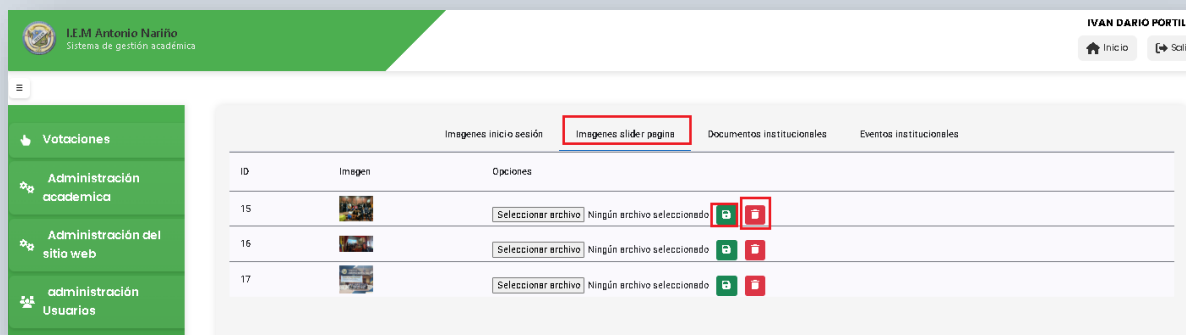 I.E.M Antonio Nariño
Sistema de gestión académica
IVAN DARIO PORTIL
Inicio
Sali
Votaciones
Administración
academica
Administración del
sitio web
administración
Usuarios
Imagenes inicio sesión Imagenes slider pagina Documentos institucionales Eventos institucionales
ID Imagen Opciones
15 Seleccionar archivo Ningún archivo seleccionado
16 Seleccionar archivo Ningún archivo seleccionado
17 Seleccionar archivo Ningún archivo seleccionado